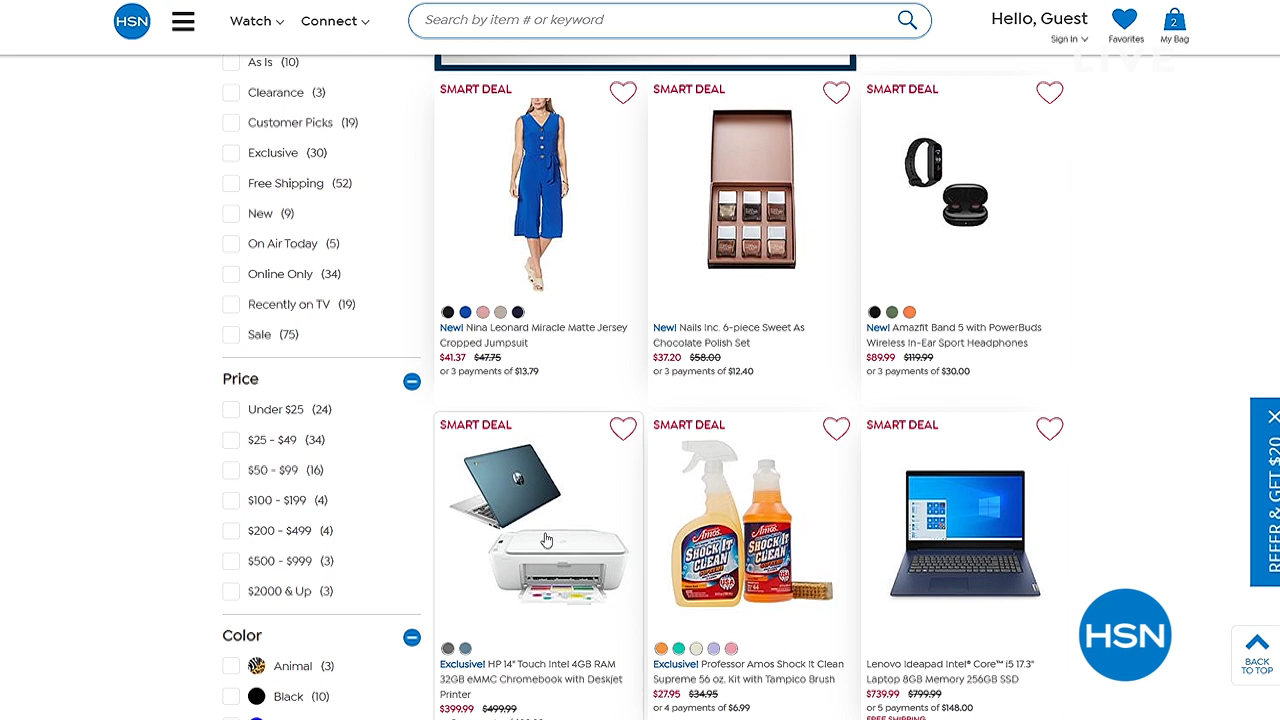 HSN
Watch
Connect
Search by item # or keyword
Hello, Guest
Sign In
Favorites
2
My Bag
LIVE
As Is (10)
Clearance (3)
Customer Picks (19)
Exclusive (30)
Free Shipping (52)
New (9)
On Air Today (5)
Online Only (34)
Recently on TV (19)
Sale (75)
Price
Under $25 (24)
$25 - $49 (34)
$50 - $99 (16)
$100 - $199 (4)
$200 - $499 (4)
$500 - $999 (3)
$2000 & Up (3)
Color
Animal (3)
Black (10)
SMART DEAL
New! Nina Leonard Miracle Matte Jersey
Cropped Jumpsuit
$41.37 $47.75
or 3 payments of $13.79
SMART DEAL
New! Nails Inc. 6-piece Sweet As
Chocolate Polish Set
$37.20 $58.00
or 3 payments of $12.40
SMART DEAL
New! Amazfit Band 5 with PowerBuds
Wireless In-Ear Sport Headphones
$89.99 $119.99
or 3 payments of $30.00
SMART DEAL
Exclusive! HP 14" Touch Intel 4GB RAM
32GB eMMC Chromebook with Deskjet
Printer
$399.99 $499.99
SMART DEAL
Amos
SHOCK IT
CLEAN
Amos
SHOCK IT
CLEAN
Exclusive! Professor Amos Shock It Clean
Supreme 56 oz. Kit with Tampico Brush
$27.95 $34.95
or 4 payments of $6.99
SMART DEAL
Lenovo Ideapad Intel® Core™ i5 17.3"
Laptop 8GB Memory 256GB SSD
$739.99 $799.99
or 5 payments of $148.00
FREE SHIPPING
REFER & GET $20
HSN
BACK
TO TOP